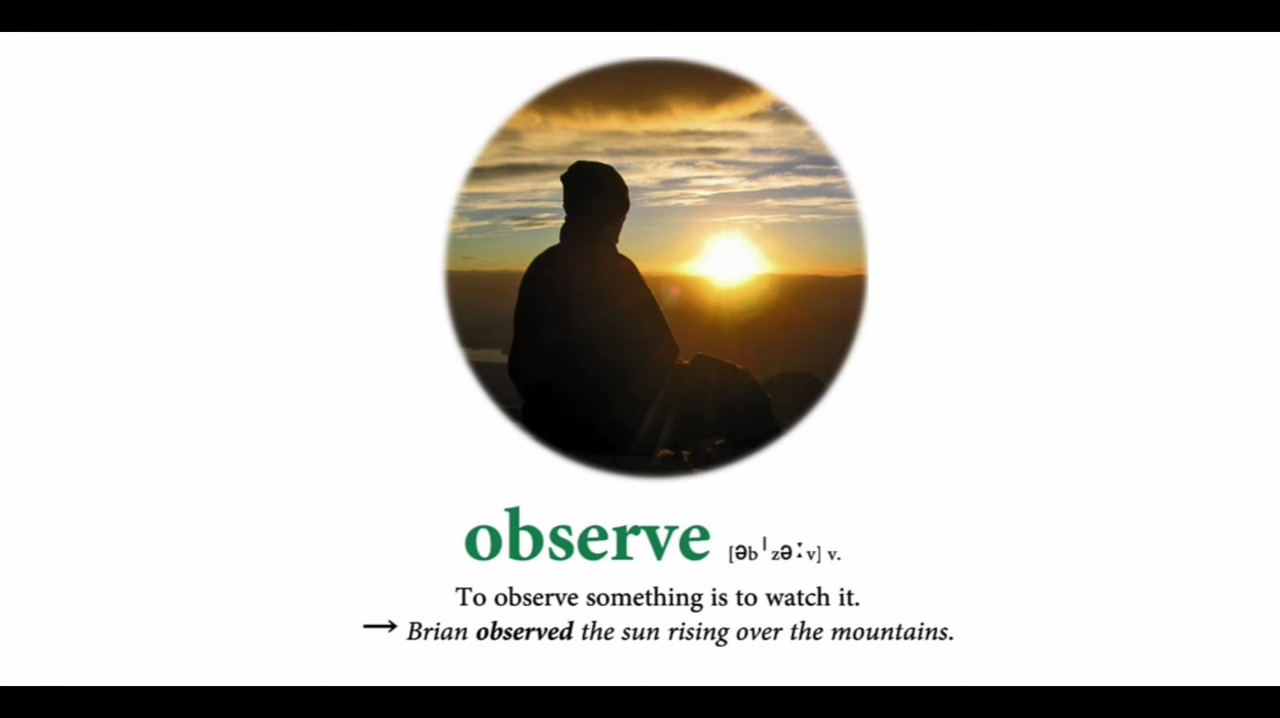 observe [əbˈzəːv] v.
To observe something is to watch it.
→ Brian observed the sun rising over the mountains.